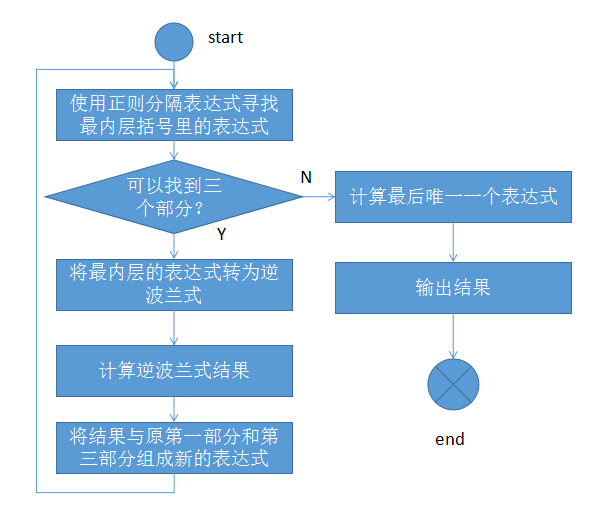 start
使用正则分隔表达式寻找
最内层括号里的表达式
可以找到三
个部分？
N
Y
计算最后唯一一个表达式
将最内层的表达式转为逆
波兰式
输出结果
计算逆波兰式结果
将结果与原第一部分和第
三部分组成新的表达式
end